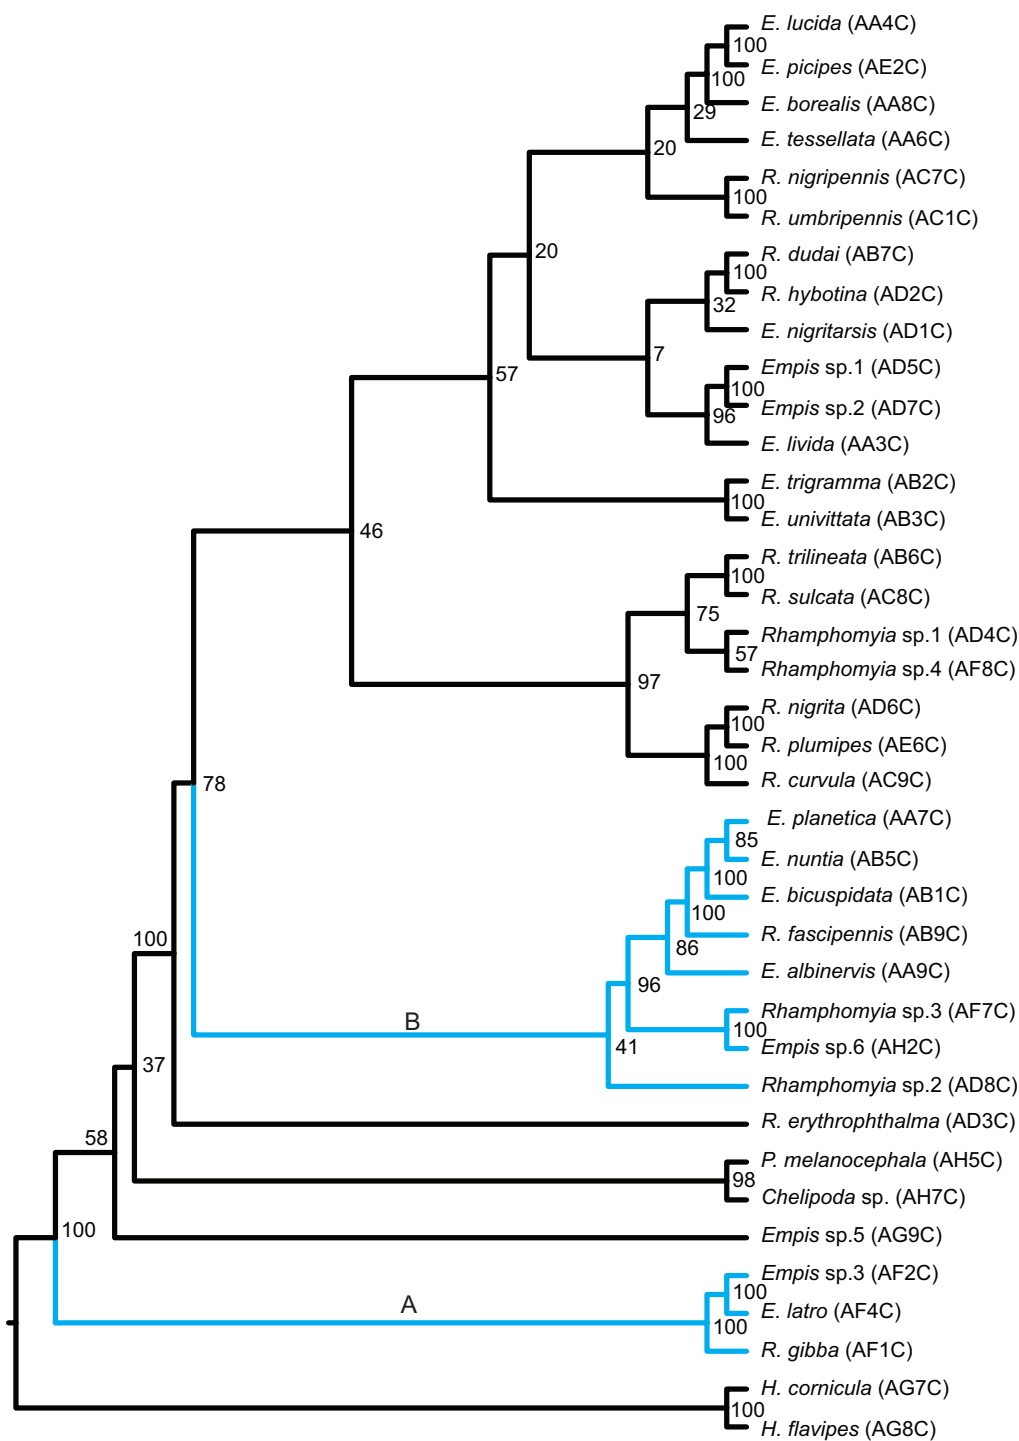 E. lucida (AA4C)
100
E. picipes (AE2C)
100
E. borealis (AA8C)
29
E. tessellata (AA6C)
20
R. nigripennis (AC7C)
100
R. umbripennis (AC1C)
20
R. dudai (AB7C)
100
R. hybotina (AD2C)
32
E. nigritarsis (AD1C)
7
Empis sp.1 (AD5C)
57
100
Empis sp.2 (AD7C)
96
E. livida (AA3C)
E. trigramma (AB2C)
100
E. univittata (AB3C)
46
R. trilineata (AB6C)
100
R. sulcata (AC8C)
75
Rhamphomyia sp.1 (AD4C)
57
Rhamphomyia sp.4 (AF8C)
97
R. nigrita (AD6C)
100
R. plumipes (AE6C)
100
R. curvula (AC9C)
78
E. planetica (AA7C)
85
E. nuntia (AB5C)
100
E. bicuspidata (AB1C)
100
R. fascipennis (AB9C)
100
86
E. albinervis (AA9C)
96
Rhamphomyia sp.3 (AF7C)
B
100
Empis sp.6 (AH2C)
41
37
Rhamphomyia sp.2 (AD8C)
R. erythrophthalma (AD3C)
58
P. melanocephala (AH5C)
98
Chelipoda sp. (AH7C)
100
Empis sp.5 (AG9C)
Empis sp.3 (AF2C)
100
A
E. latro (AF4C)
100
R. gibba (AF1C)
H. cornicula (AG7C)
100
H. flavipes (AG8C)